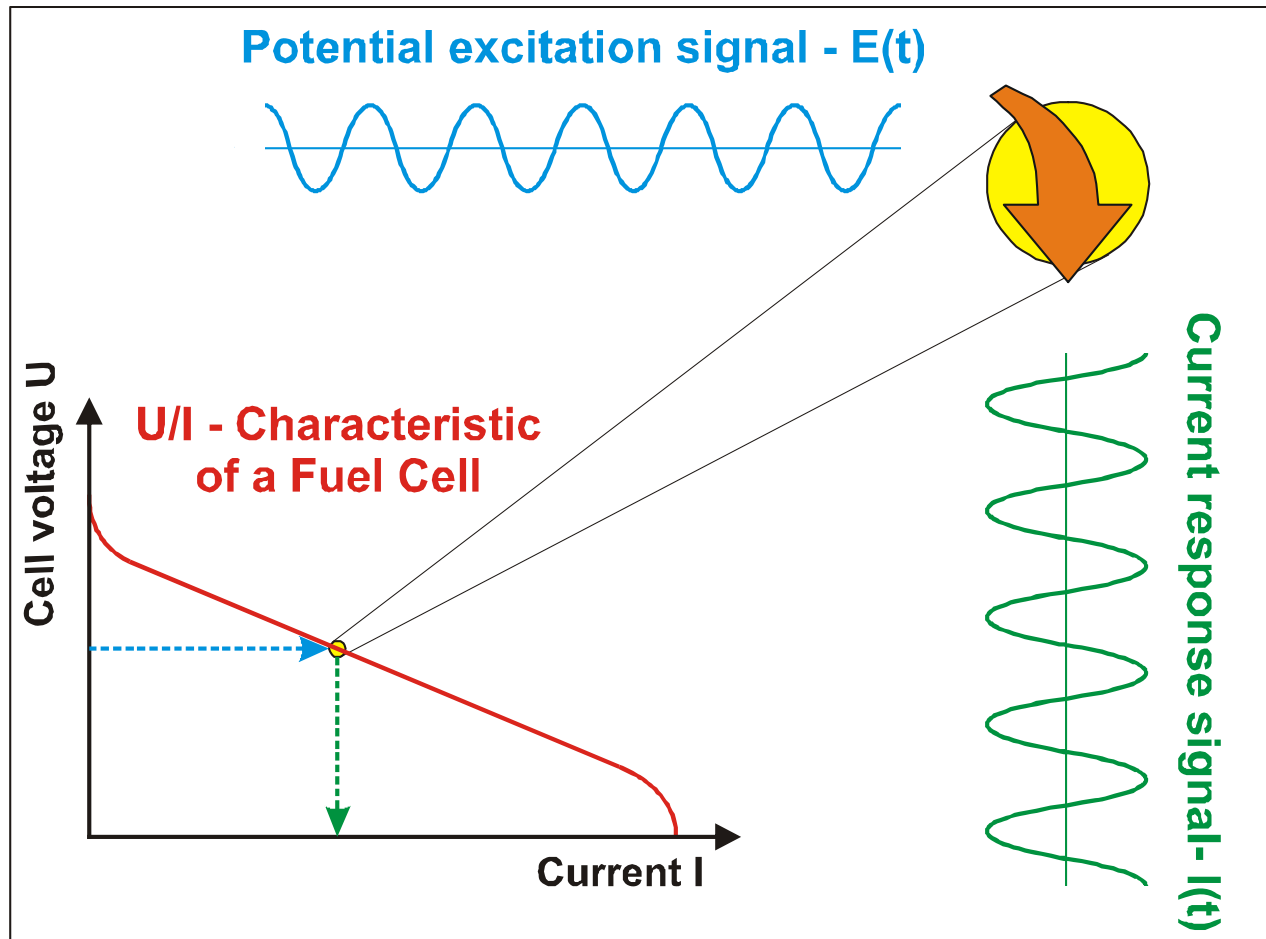 Potential excitation signal - E(t)
Current response signal- I(t)
Cell voltage U
U/I - Characteristic
of a Fuel Cell
Current I